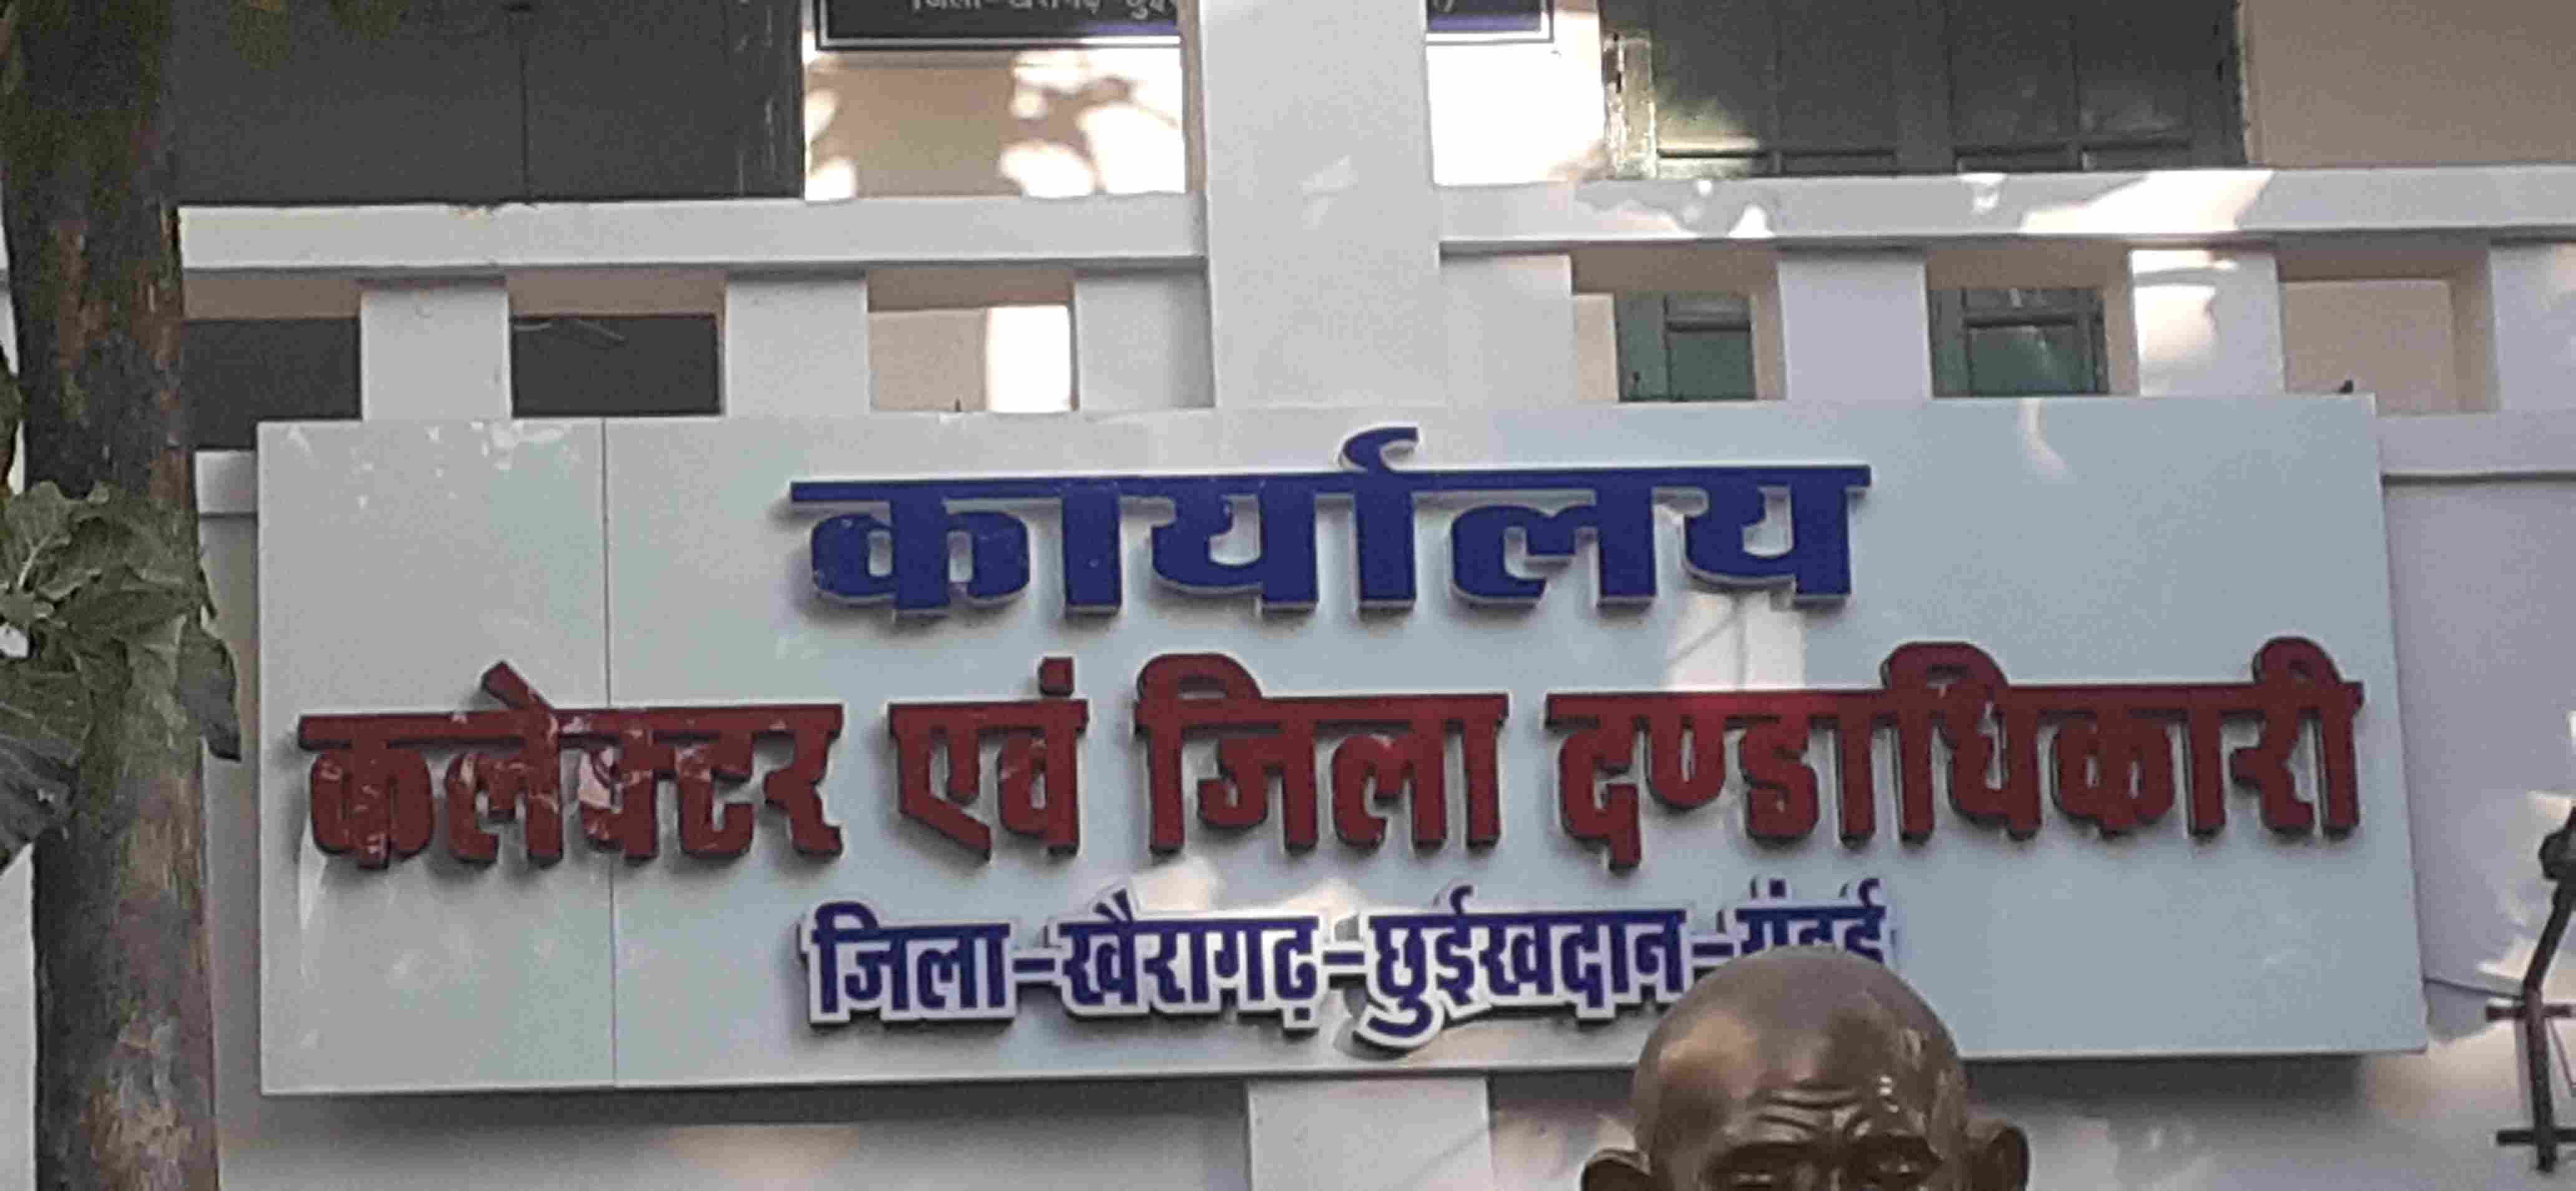 कार्यालय
कलेक्टर एवं जिला दण्डाधिकारी
जिला-खैरागढ़-छुईखदान-गंडई